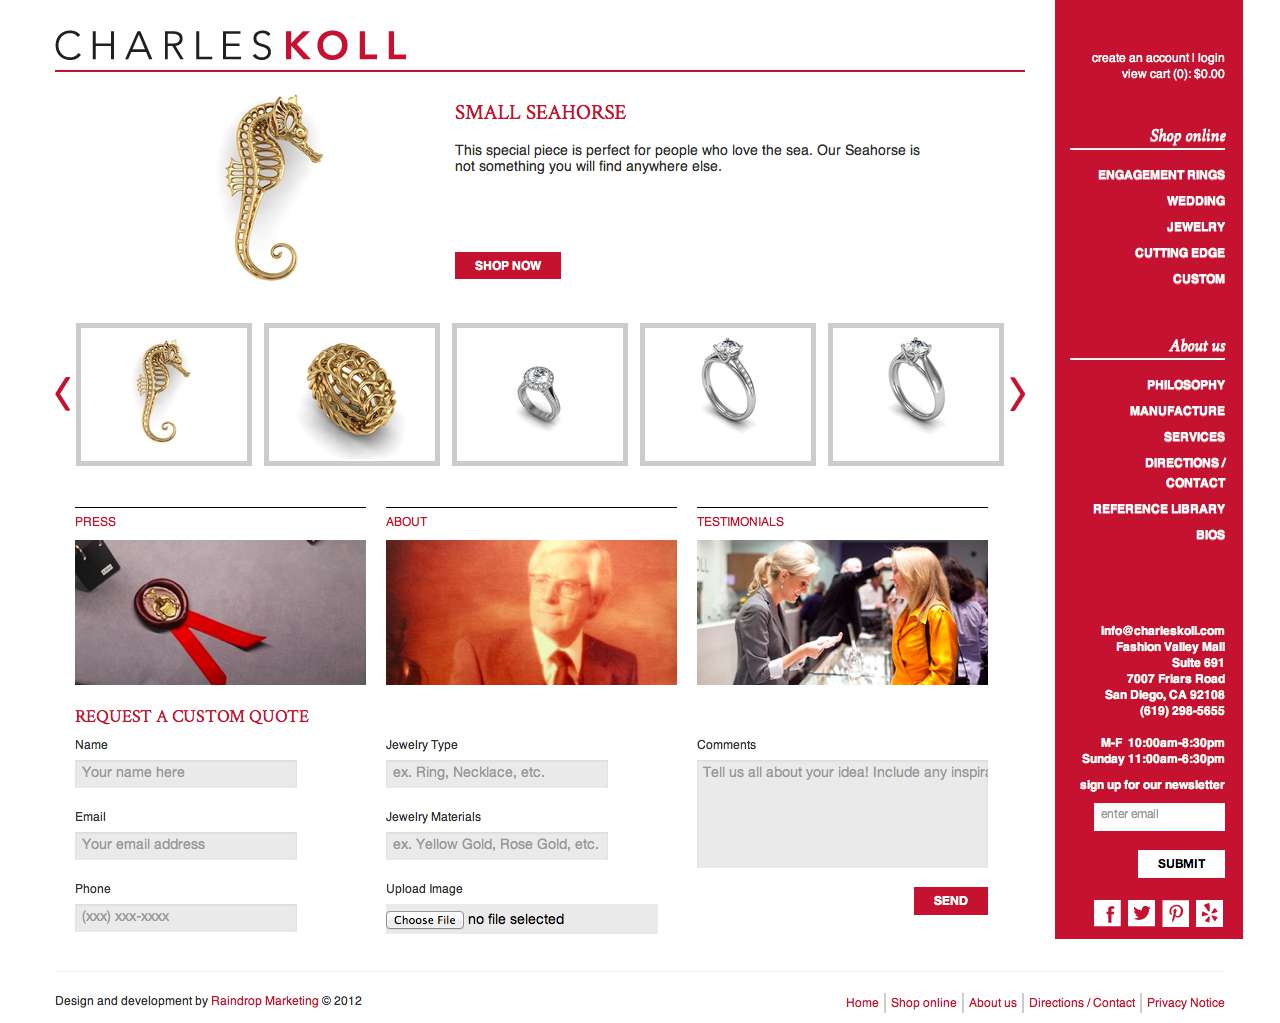 CHARLESKOLL
create an account | login
view cart (0): $0.00
SMALL SEAHORSE
This special piece is perfect for people who love the sea. Our Seahorse is
not something you will find anywhere else.
SHOP NOW
Shop online
ENGAGEMENT RINGS
WEDDING
JEWELRY
CUTTING EDGE
CUSTOM
About us
PHILOSOPHY
MANUFACTURE
SERVICES
DIRECTIONS /
CONTACT
REFERENCE LIBRARY
BIOS
PRESS
ABOUT
TESTIMONIALS
REQUEST A CUSTOM QUOTE
Name
Your name here
Email
Your email address
Phone
(xxx) xxx-xxxx
Jewelry Type
ex. Ring, Necklace, etc.
Jewelry Materials
ex. Yellow Gold, Rose Gold, etc.
Upload Image
Choose File no file selected
Comments
Tell us all about your idea! Include any inspira
SEND
info@charleskoll.com
Fashion Valley Mall
Suite 691
7007 Friars Road
San Diego, CA 92108
(619) 298-5655
M-F 10:00am-8:30pm
Sunday 11:00am-6:30pm
sign up for our newsletter
enter email
SUBMIT
Design and development by Raindrop Marketing © 2012
Home | Shop online | About us | Directions / Contact | Privacy Notice